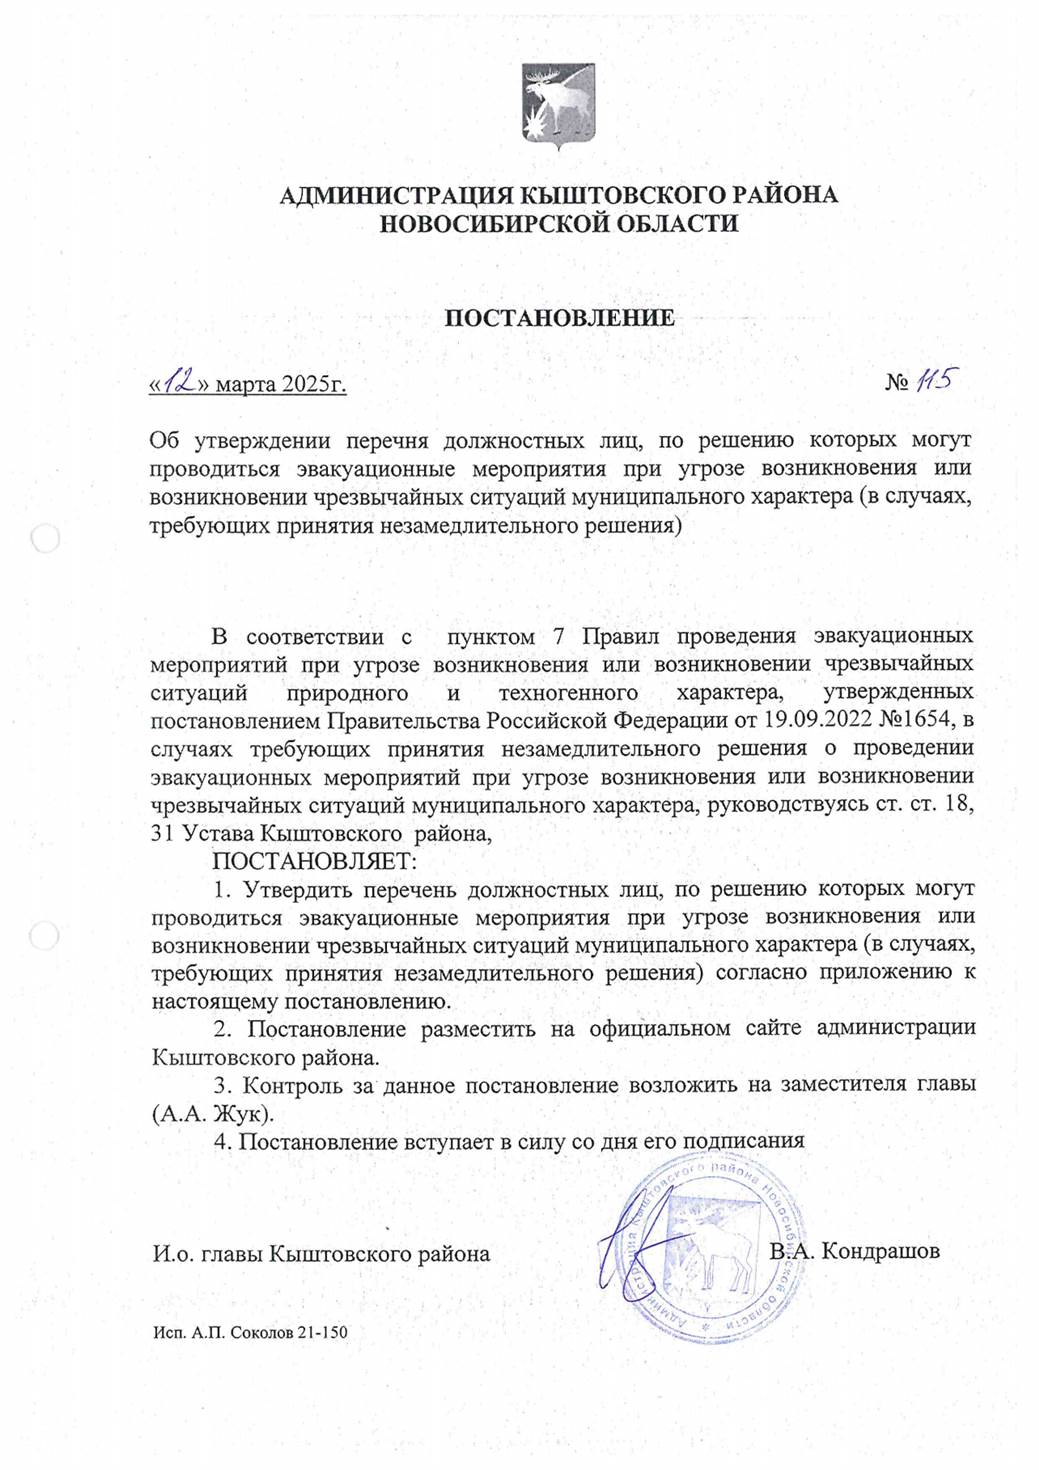 АДМИНИСТРАЦИЯ КЫШТОВСКОГО РАЙОНА
НОВОСИБИРСКОЙ ОБЛАСТИ
ПОСТАНОВЛЕНИЕ
«12» марта 2025г. № 115
Об утверждении перечня должностных лиц, по решению которых могут
проводиться эвакуационные мероприятия при угрозе возникновения или
возникновении чрезвычайных ситуаций муниципального характера (в случаях,
требующих принятия незамедлительного решения)
В соответствии с пунктом 7 Правил проведения эвакуационных
мероприятий при угрозе возникновения или возникновении чрезвычайных
ситуаций природного и техногенного характера, утвержденных
постановлением Правительства Российской Федерации от 19.09.2022 №1654, в
случаях требующих принятия незамедлительного решения о проведении
эвакуационных мероприятий при угрозе возникновения или возникновении
чрезвычайных ситуаций муниципального характера, руководствуясь ст. ст. 18,
31 Устава Кыштовского района,
ПОСТАНОВЛЯЕТ:
1. Утвердить перечень должностных лиц, по решению которых могут
проводиться эвакуационные мероприятия при угрозе возникновения или
возникновении чрезвычайных ситуаций муниципального характера (в случаях,
требующих принятия незамедлительного решения) согласно приложению к
настоящему постановлению.
2. Постановление разместить на официальном сайте администрации
Кыштовского района.
3. Контроль за данное постановление возложить на заместителя главы
(А.А. Жук).
4. Постановление вступает в силу со дня его подписания
И.о. главы Кыштовского района В.А. Кондрашов
Администрация Кыштовского района Новосибирской области *
Исп. А.П. Соколов 21-150